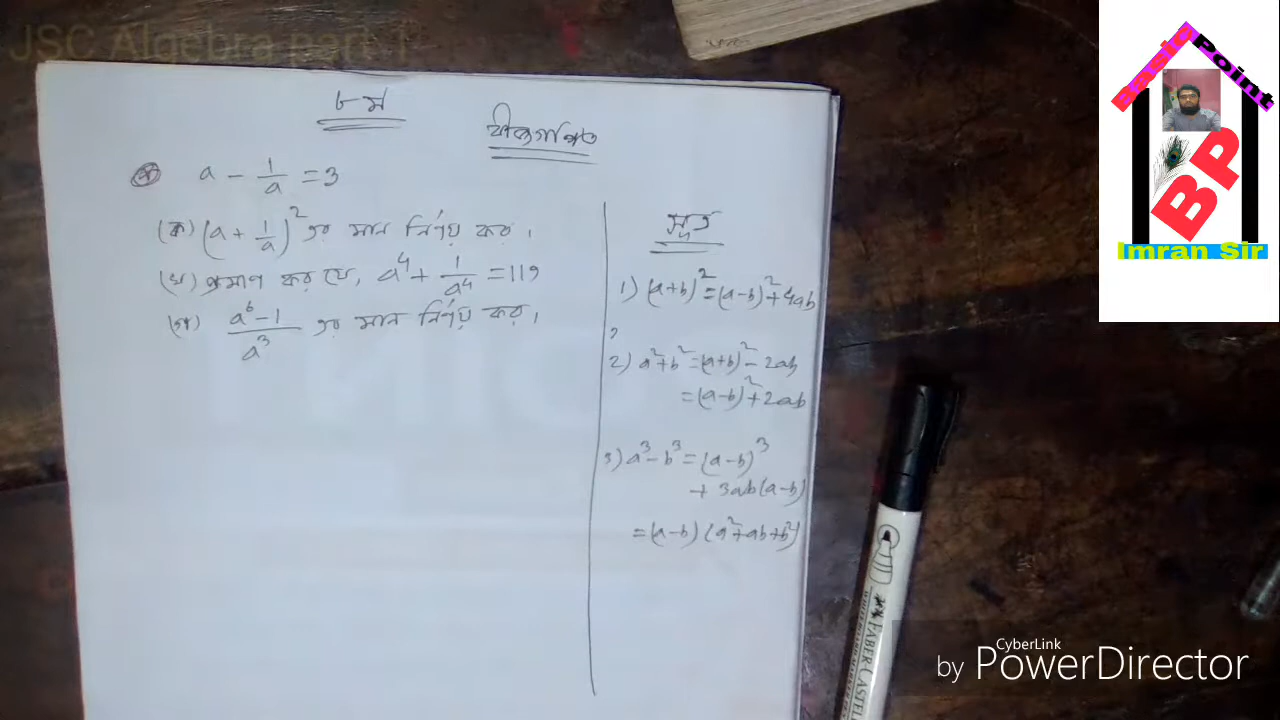 JSC Algebra part 1
৮ম
বীজগণিত
a - 1/a = 3
(ক) (a + 1/a)² এর মান নির্ণয় কর।
(খ) প্রমাণ কর যে, a⁴ + 1/a⁴ = 119
(গ) (a⁶ - 1)/a³ এর মান নির্ণয় কর।
সূত্র
1) (a+b)² = (a-b)² + 4ab
2) a² + b² = (a+b)² - 2ab
= (a-b)² + 2ab
3) a³ - b³ = (a-b)³
+ 3ab(a-b)
= (a-b) (a² + ab + b²)
Basic Point
BP
Imran Sir
FABER CASTELL
CyberLink
by PowerDirector